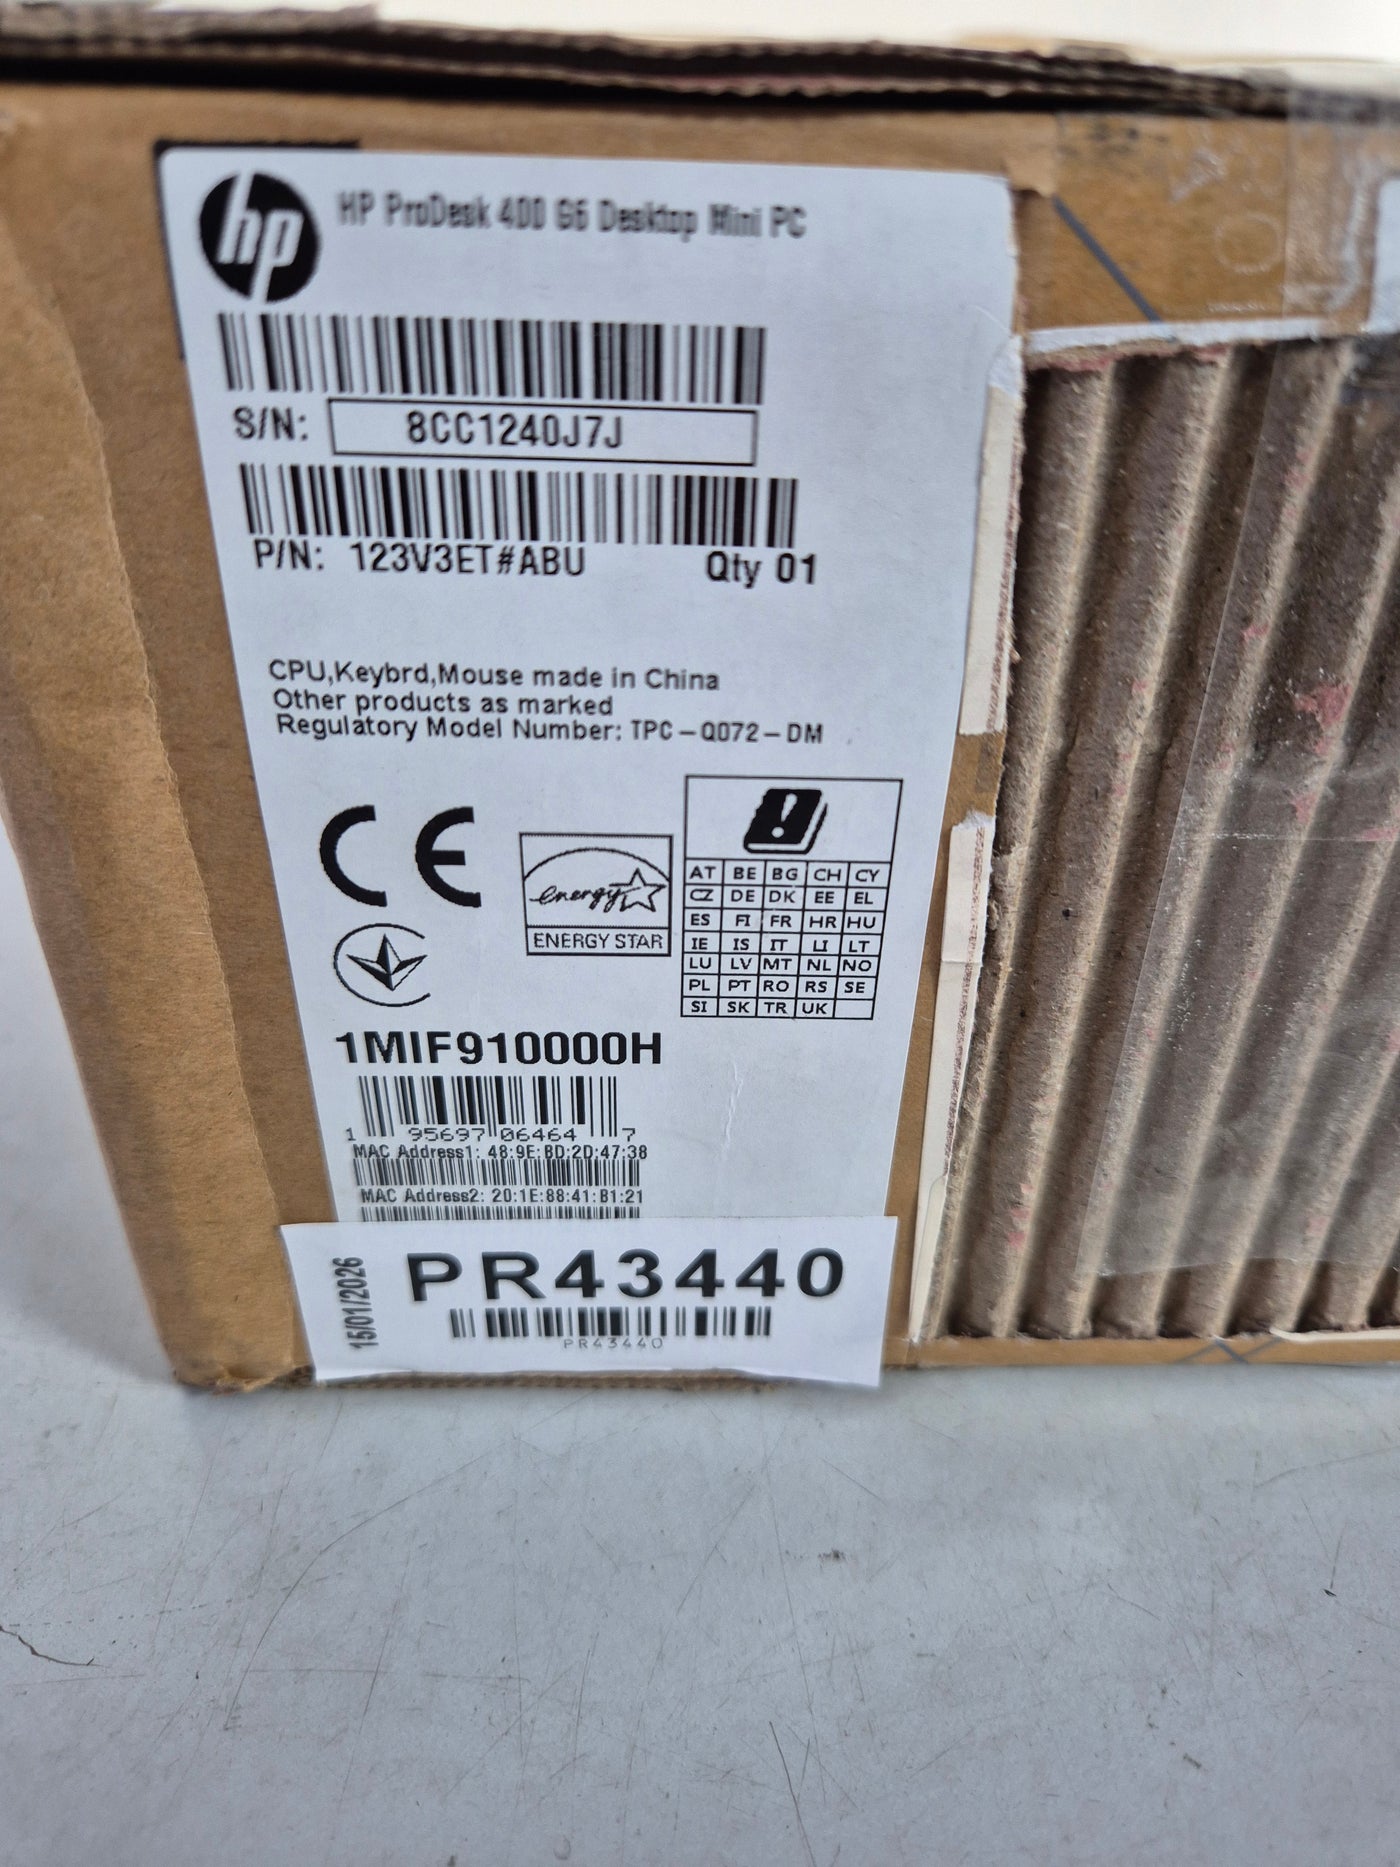 hp
HP ProDesk 400 G6 Desktop Mini PC
S/N: 8CC1240J7J
P/N: 123V3ET#ABU Qty 01
CPU,Keybrd,Mouse made in China
Other products as marked
Regulatory Model Number: TPC-Q072-DM
CE
energy
ENERGY STAR
AT BE BG CH CY
CZ DE DK EE EL
ES FI FR HR HU
IE IS IT LI LT
LU LV MT NL NO
PL PT RO RS SE
SI SK TR UK
1MIF910000H
1 95697 06464 7
MAC Address1: 48:9E:BD:2D:47:38
MAC Address2: 2D:1E:88:41:B1:21
15/01/2026
PR43440
PR43440